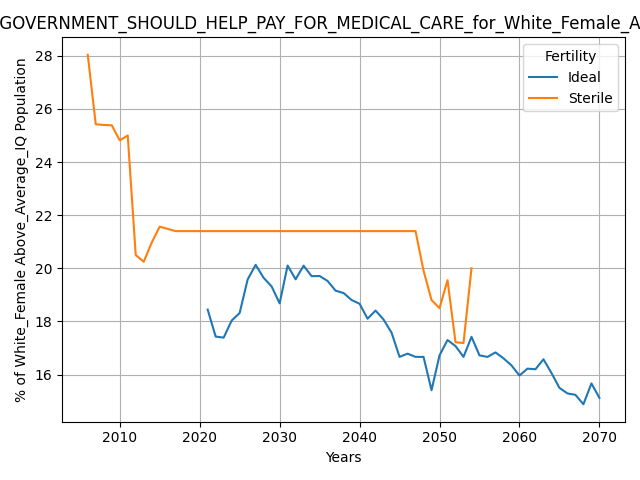 GOVERNMENT_SHOULD_HELP_PAY_FOR_MEDICAL_CARE_for_White_Female_A
% of White_Female Above_Average_IQ Population
28
26
24
22
20
18
16
Fertility
Ideal
Sterile
2010 2020 2030 2040 2050 2060 2070
Years